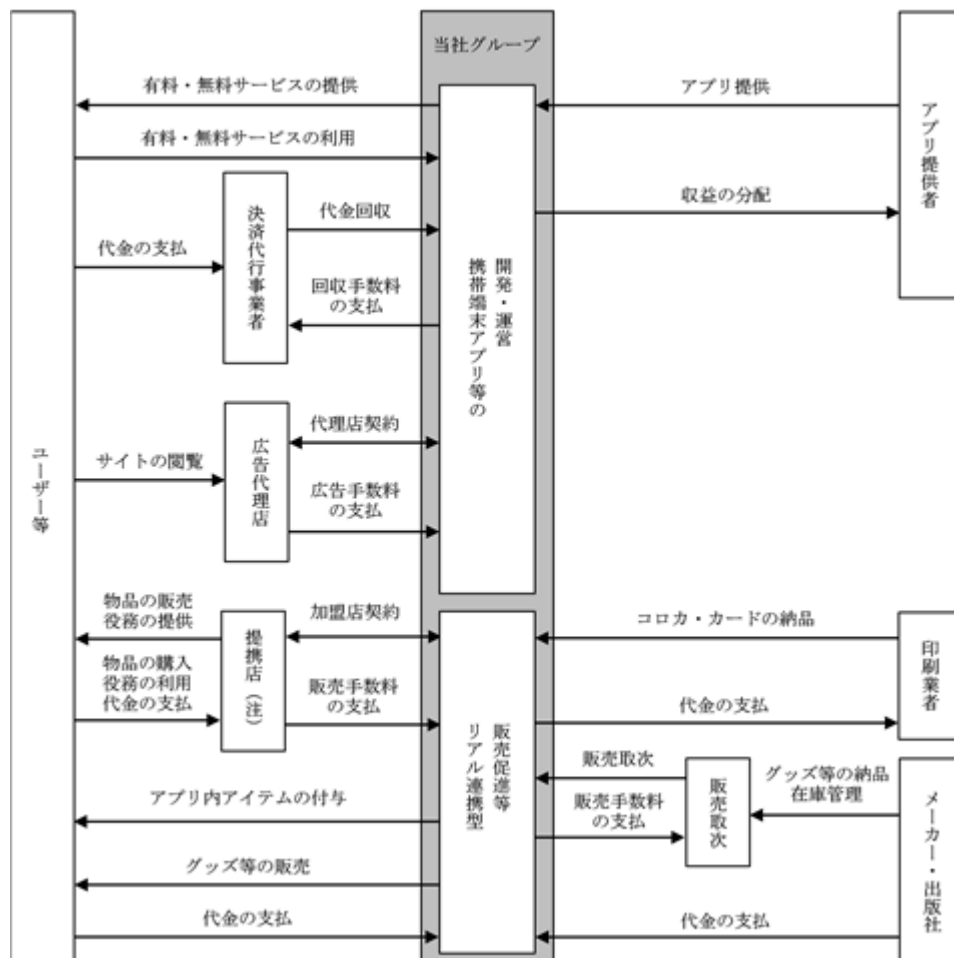 当社グループ
有料・無料サービスの提供
アプリ提供
有料・無料サービスの利用
アプリ提供者
収益の分配
決済代行事業者
代金回収
代金の支払
回収手数料
の支払
携帯端末アプリ等の
開発・運営
ユーザー等
広告代理店
代理店契約
サイトの閲覧
広告手数料
の支払
物品の販売
役務の提供
提携店(注)
加盟店契約
物品の購入
役務の利用
代金の支払
販売手数料
の支払
コロカ・カードの納品
印刷業者
代金の支払
リアル連携型
販売促進等
販売取次
販売取次
グッズ等の納品
在庫管理
アプリ内アイテムの付与
販売手数料
の支払
メーカー・出版社
グッズ等の販売
代金の支払
代金の支払